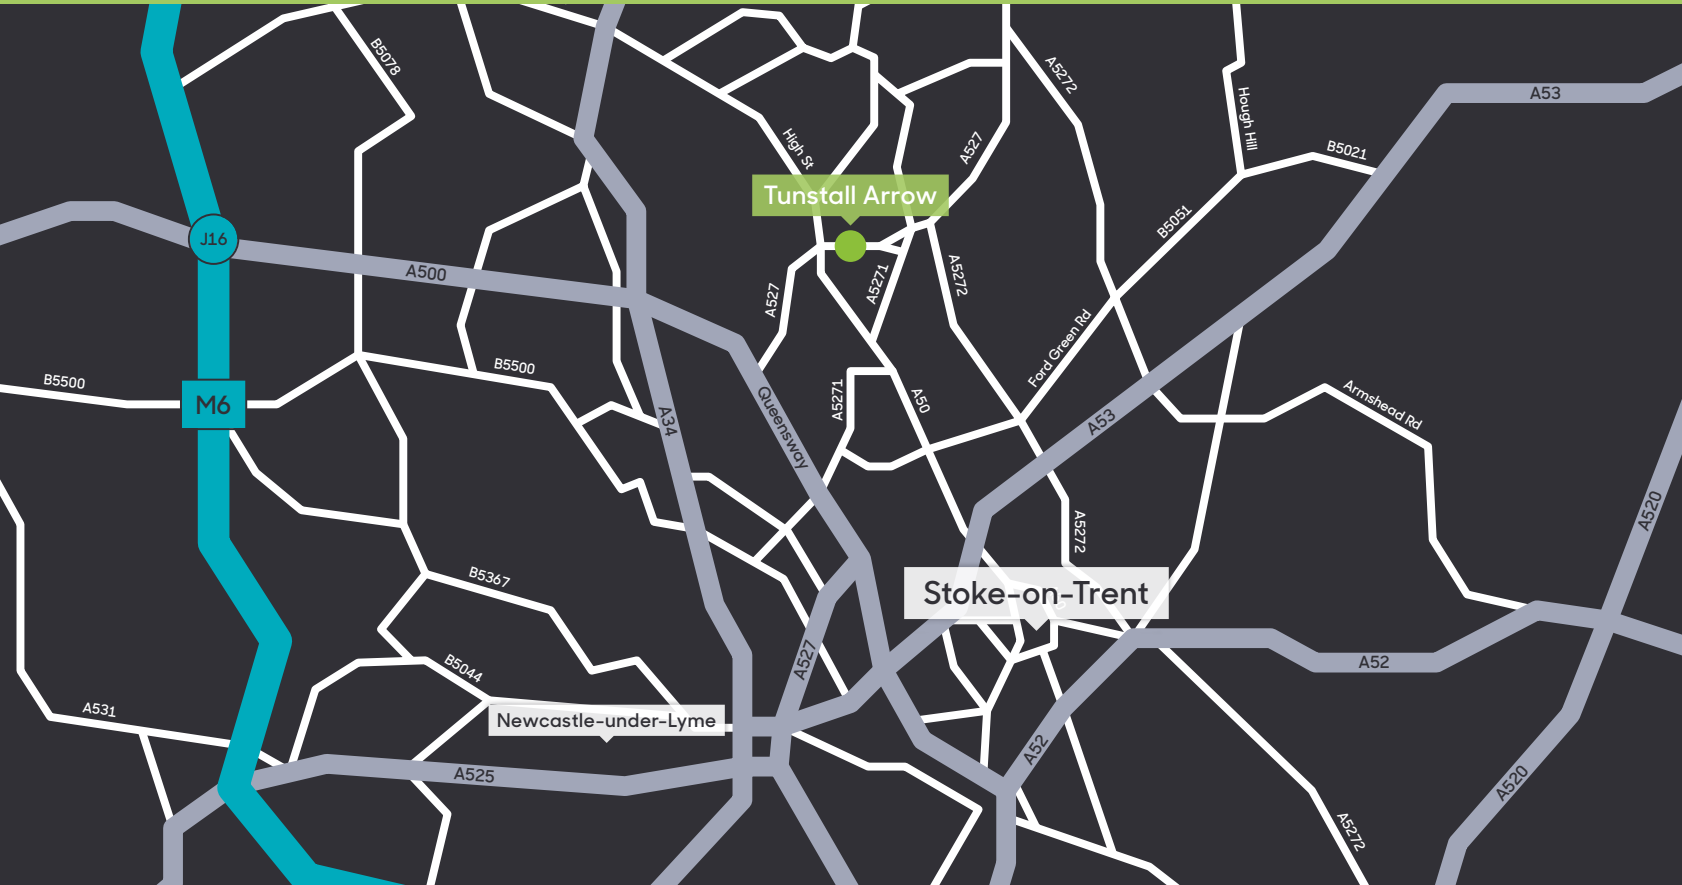 B5078
A5272
A53
Hough Hill
High St
A527
B5021
Tunstall Arrow
B5051
J16
A500
A5271
A5272
A527
Ford Green Rd
B5500
B5500
A5271
A50
M6
Queensway
A34
A53
Armshead Rd
A520
A5272
B5367
Stoke-on-Trent
A527
B5044
A52
A531
Newcastle-under-Lyme
A52
A525
A520
A5272